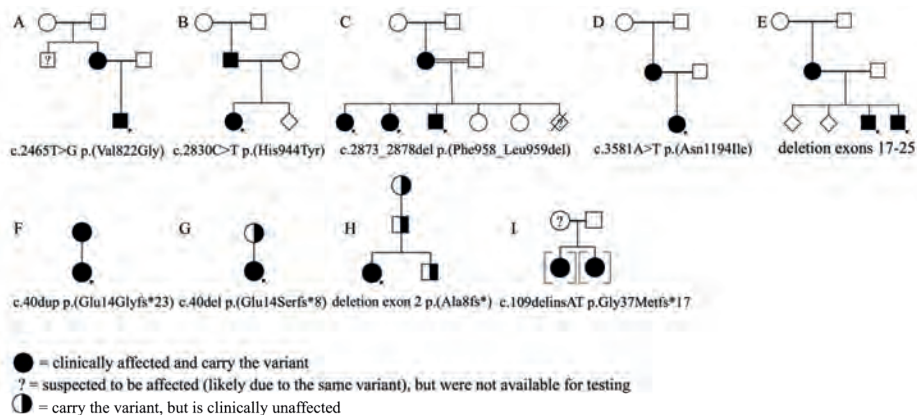 A
B
C
D
E
?
c.2465T>G p.(Val822Gly)
c.2830C>T p.(His944Tyr)
c.2873_2878del p.(Phe958_Leu959del)
c.3581A>T p.(Asn1194Ile)
deletion exons 17-25
F
G
H
I
?
c.40dup p.(Glu14Glyfs*23)
c.40del p.(Glu14Serfs*8)
deletion exon 2 p.(Ala8fs*)
c.109delinsAT p.Gly37Metfs*17
= clinically affected and carry the variant
? = suspected to be affected (likely due to the same variant), but were not available for testing
= carry the variant, but is clinically unaffected